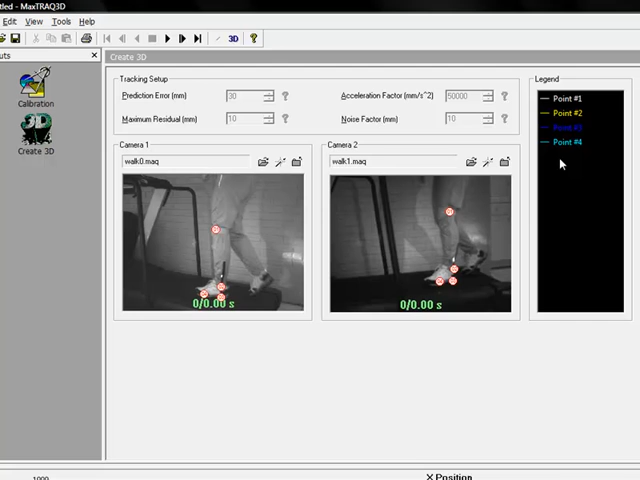 tled - MaxTRAQ3D
Edit View Tools Help
3D
uts
Create 3D
Calibration
3D
Create 3D
Tracking Setup
Prediction Error (mm) 30 ? Acceleration Factor (mm/s^2) 50000 ?
Maximum Residual (mm) 10 ? Noise Factor (mm) 10 ?
Camera 1
walk0.maq
0/0.00 s
Camera 2
walk1.maq
0/0.00 s
Legend
Point #1
Point #2
Point #3
Point #4
1000
X Position